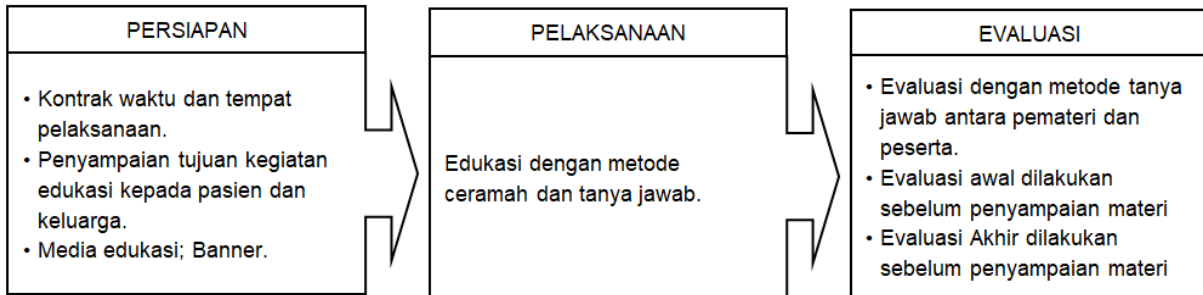 PERSIAPAN
• Kontrak waktu dan tempat
pelaksanaan.
• Penyampaian tujuan kegiatan
edukasi kepada pasien dan
keluarga.
• Media edukasi; Banner.
PELAKSANAAN
Edukasi dengan metode
ceramah dan tanya jawab.
EVALUASI
• Evaluasi dengan metode tanya
jawab antara pemateri dan
peserta.
• Evaluasi awal dilakukan
sebelum penyampaian materi
• Evaluasi Akhir dilakukan
sebelum penyampaian materi